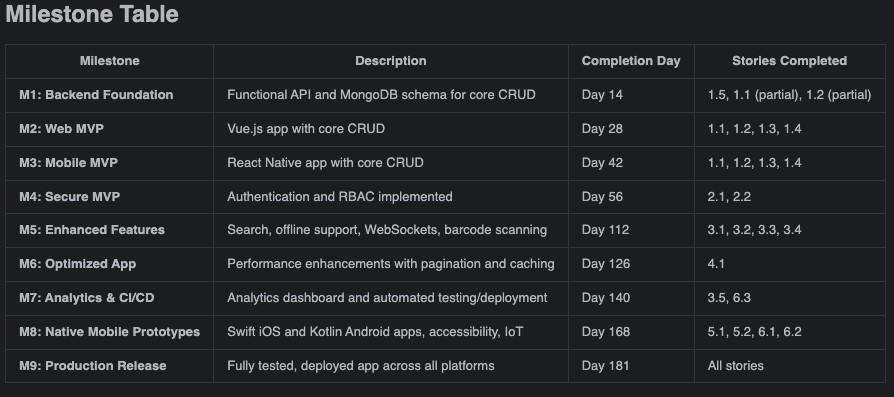 Milestone Table
Milestone Description Completion Day Stories Completed
M1: Backend Foundation Functional API and MongoDB schema for core CRUD Day 14 1.5, 1.1 (partial), 1.2 (partial)
M2: Web MVP Vue.js app with core CRUD Day 28 1.1, 1.2, 1.3, 1.4
M3: Mobile MVP React Native app with core CRUD Day 42 1.1, 1.2, 1.3, 1.4
M4: Secure MVP Authentication and RBAC implemented Day 56 2.1, 2.2
M5: Enhanced Features Search, offline support, WebSockets, barcode scanning Day 112 3.1, 3.2, 3.3, 3.4
M6: Optimized App Performance enhancements with pagination and caching Day 126 4.1
M7: Analytics & CI/CD Analytics dashboard and automated testing/deployment Day 140 3.5, 6.3
M8: Native Mobile Prototypes Swift iOS and Kotlin Android apps, accessibility, IoT Day 168 5.1, 5.2, 6.1, 6.2
M9: Production Release Fully tested, deployed app across all platforms Day 181 All stories